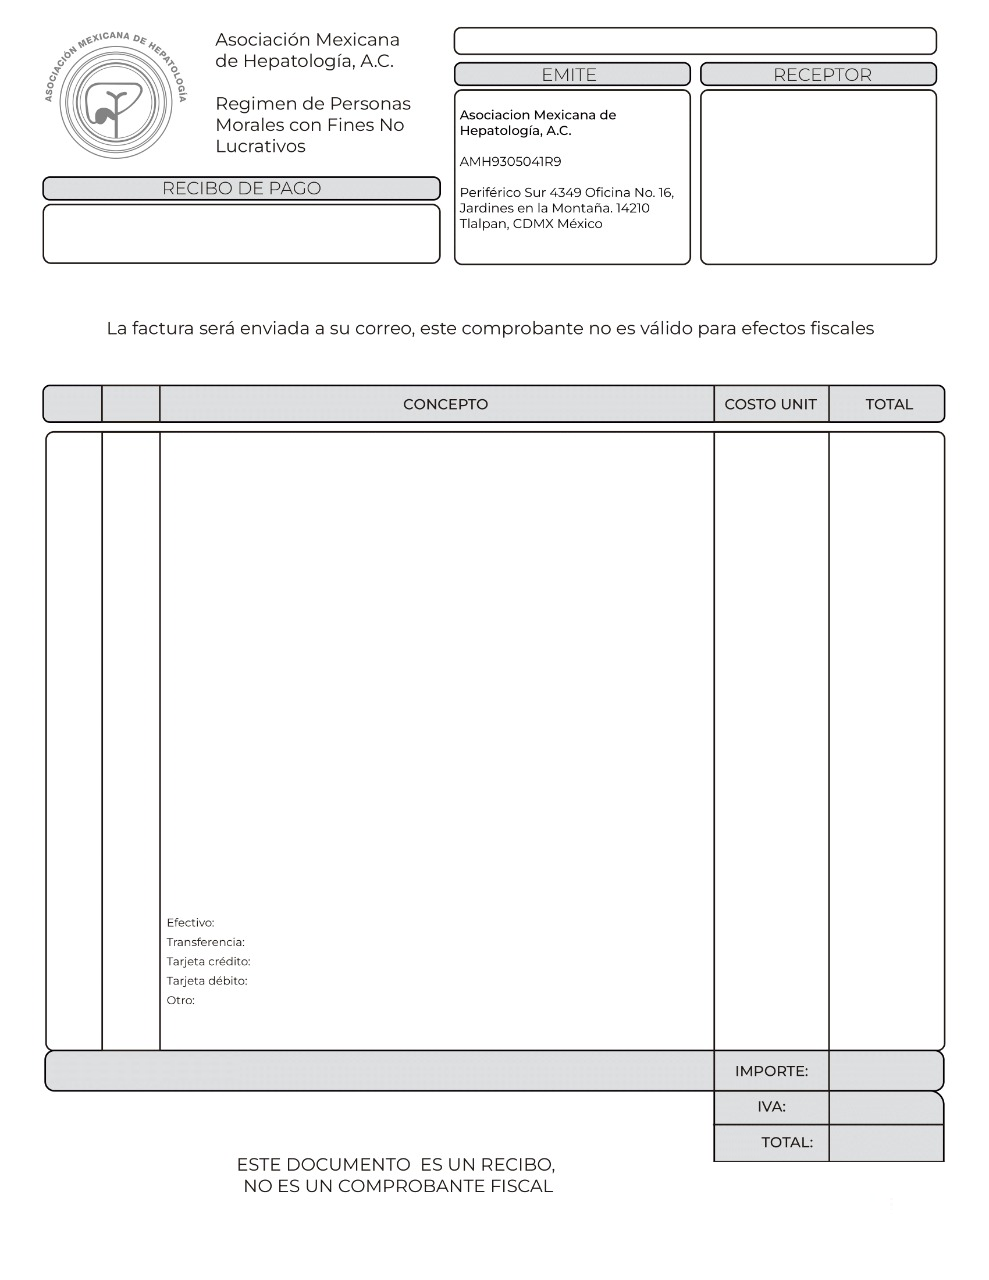 ASOCIACIÓN MEXICANA DE HEPATOLOGÍA
Asociación Mexicana
de Hepatología, A.C.
Regimen de Personas
Morales con Fines No
Lucrativos
RECIBO DE PAGO
EMITE
RECEPTOR
Asociacion Mexicana de
Hepatología, A.C.
AMH9305041R9
Periférico Sur 4349 Oficina No. 16,
Jardines en la Montaña. 14210
Tlalpan, CDMX México
La factura será enviada a su correo, este comprobante no es válido para efectos fiscales
CONCEPTO
COSTO UNIT
TOTAL
Efectivo:
Transferencia:
Tarjeta crédito:
Tarjeta débito:
Otro:
IMPORTE:
IVA:
TOTAL:
ESTE DOCUMENTO ES UN RECIBO,
NO ES UN COMPROBANTE FISCAL